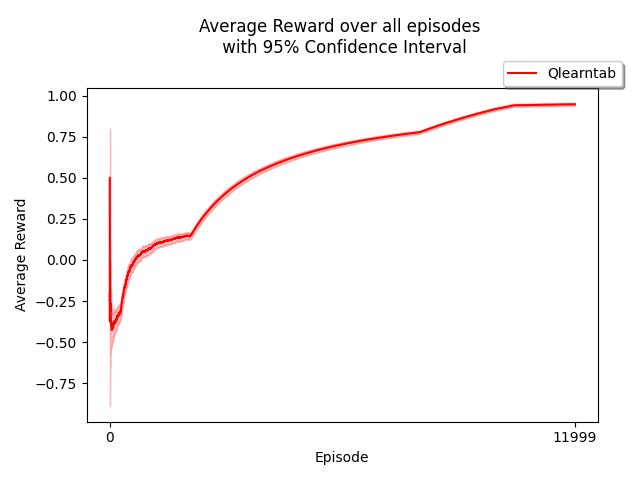 Average Reward over all episodes
with 95% Confidence Interval
Qlearntab
1.00
0.75
0.50
0.25
0.00
−0.25
−0.50
−0.75
Average Reward
0
11999
Episode